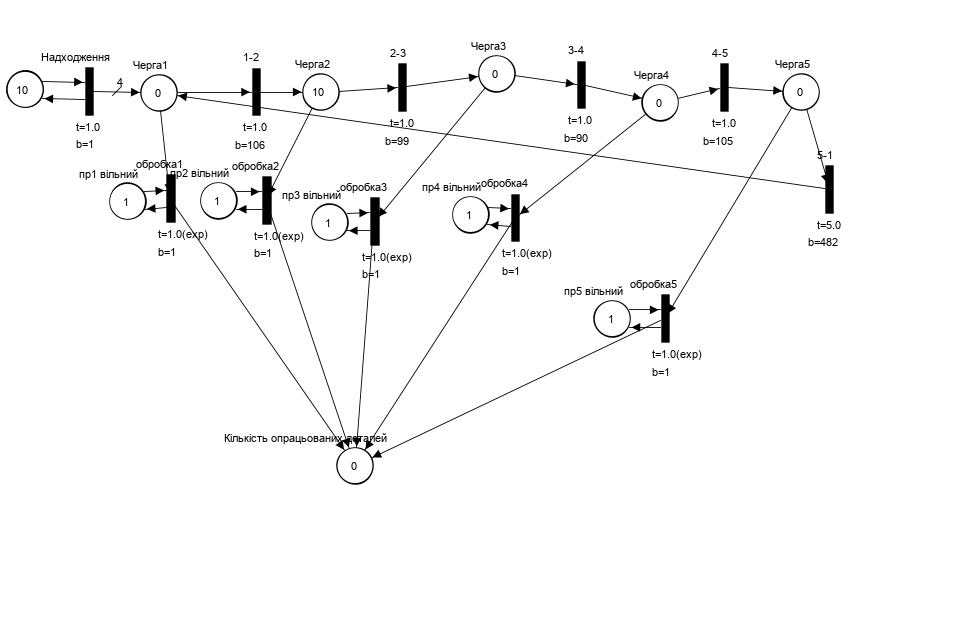 Надходження
10
t=1.0
b=1
4
Черга1
0
1-2
t=1.0
b=106
Черга2
10
2-3
t=1.0
b=99
Черга3
0
3-4
t=1.0
b=90
Черга4
0
4-5
t=1.0
b=105
Черга5
0
5-1
t=5.0
b=482
пр1 вільний
1
обробка1
t=1.0(exp)
b=1
пр2 вільний
1
обробка2
t=1.0(exp)
b=1
пр3 вільний
1
обробка3
t=1.0(exp)
b=1
пр4 вільний
1
обробка4
t=1.0(exp)
b=1
пр5 вільний
1
обробка5
t=1.0(exp)
b=1
Кількість опрацьованих деталей
0